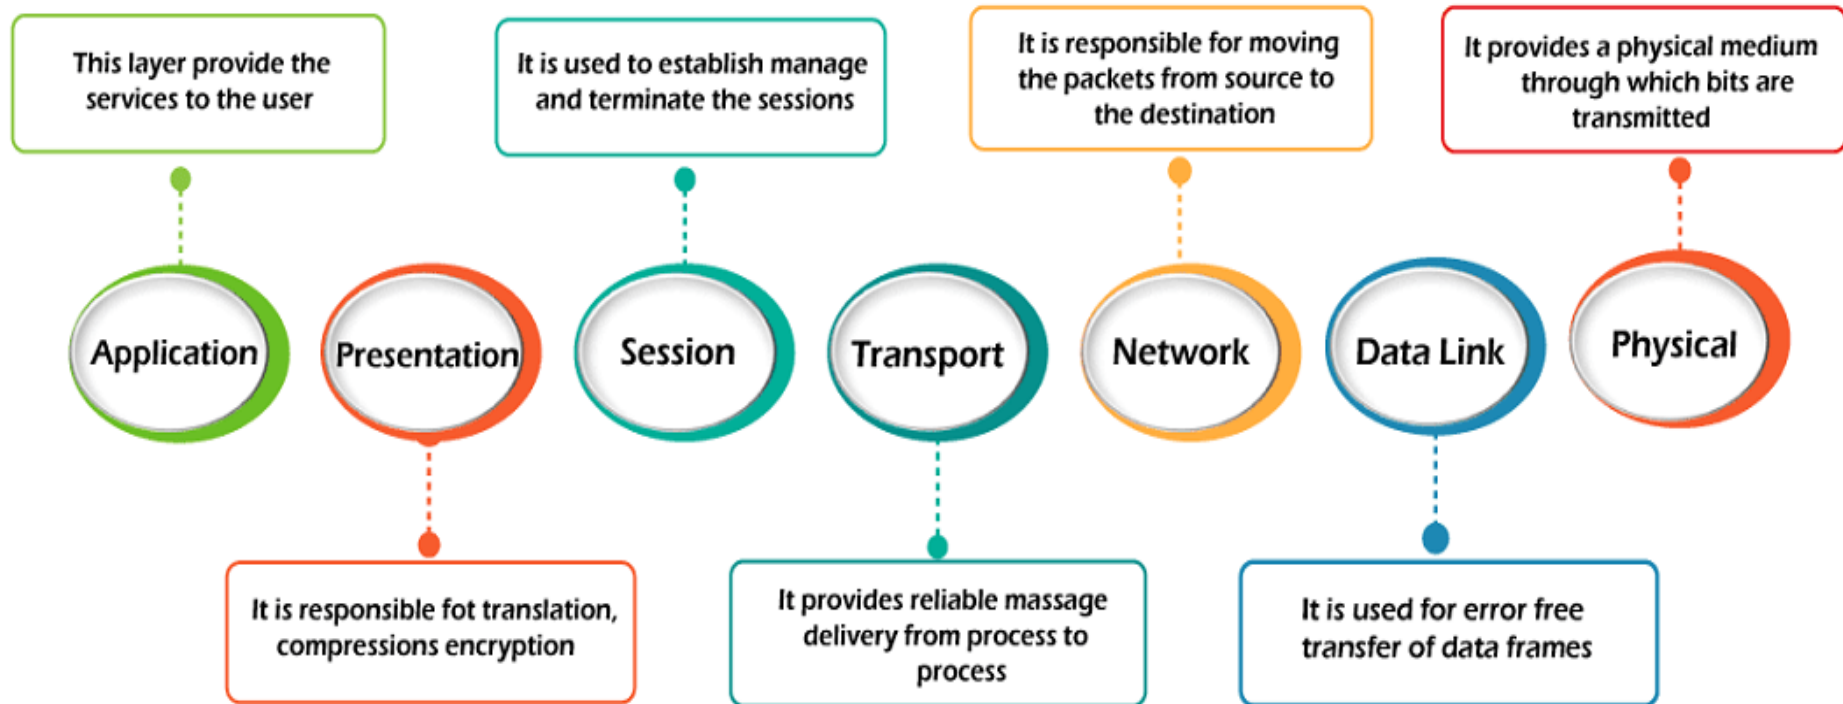 This layer provide the
services to the user
It is used to establish manage
and terminate the sessions
It is responsible for moving
the packets from source to
the destination
It provides a physical medium
through which bits are
transmitted
Application
Presentation
Session
Transport
Network
Data Link
Physical
It is responsible fot translation,
compressions encryption
It provides reliable massage
delivery from process to
process
It is used for error free
transfer of data frames